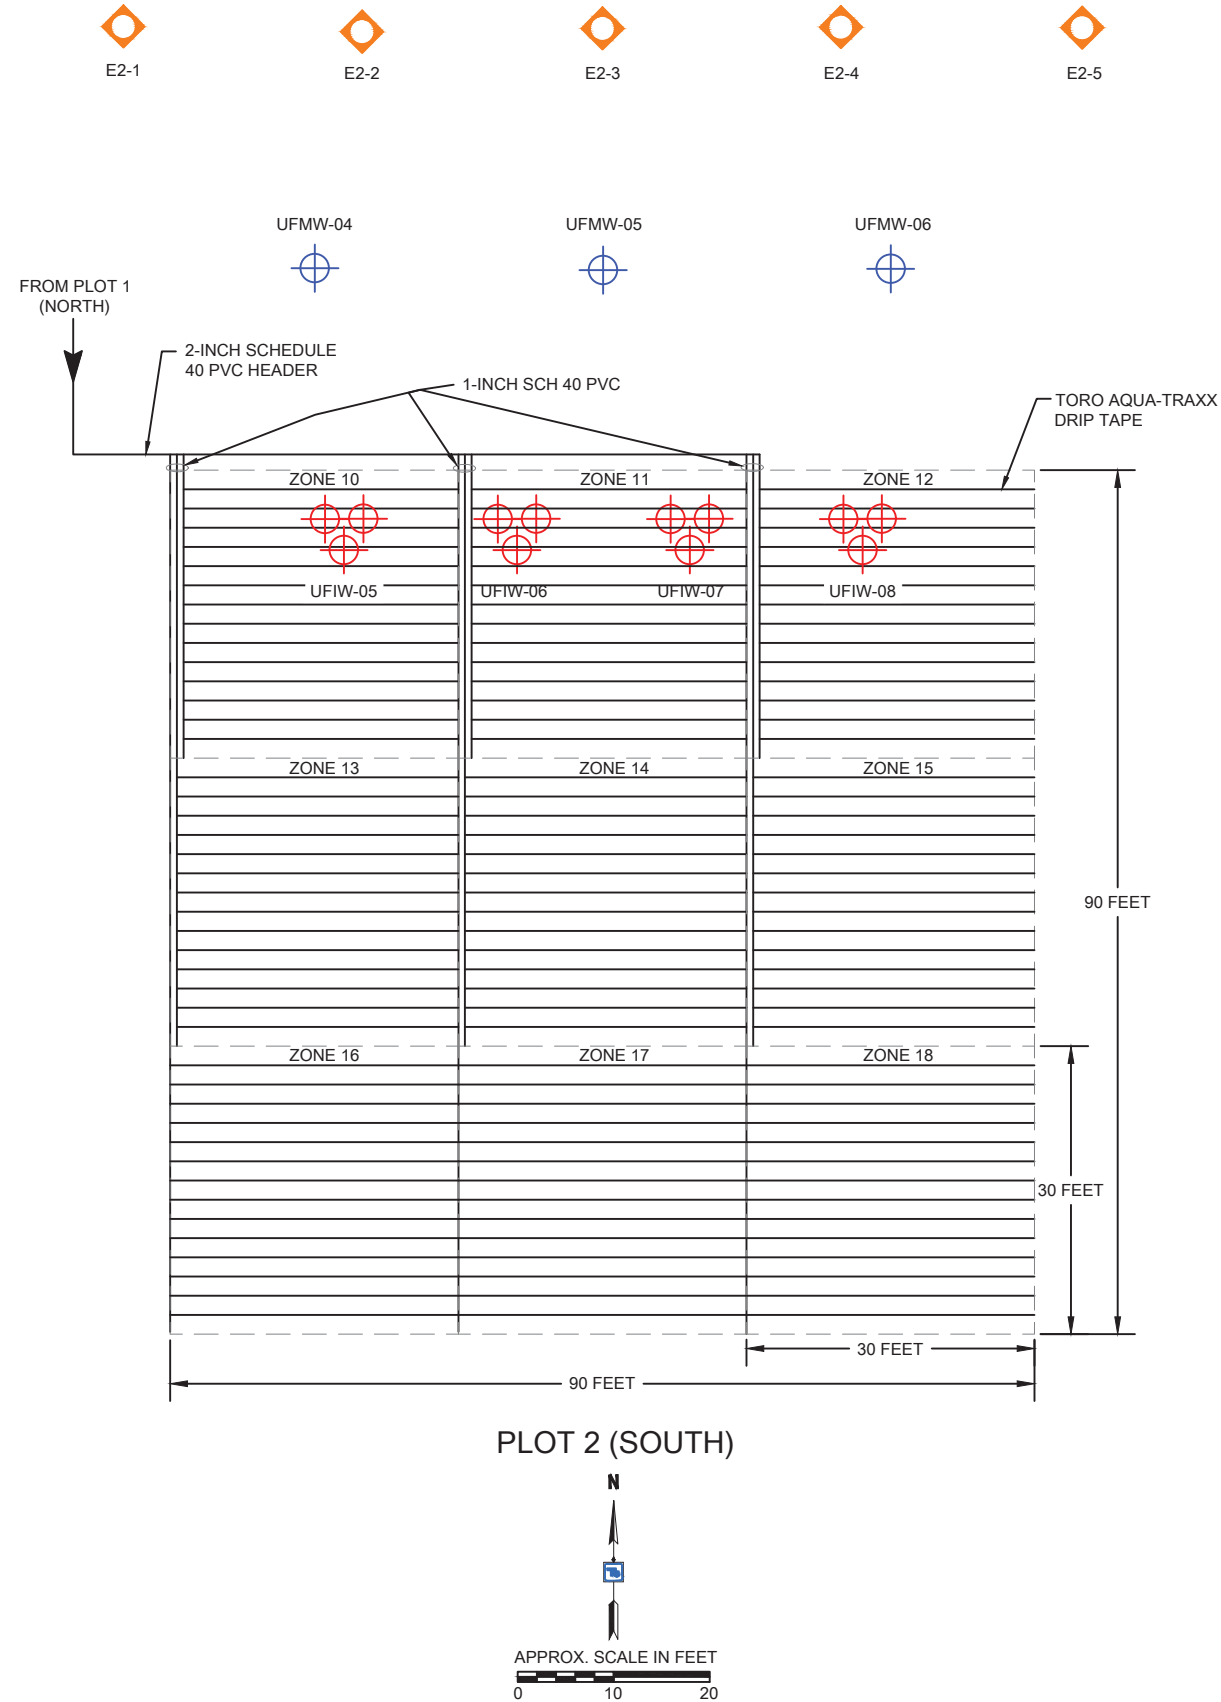 E2-1
E2-2
E2-3
E2-4
E2-5
UFMW-04
UFMW-05
UFMW-06
FROM PLOT 1
(NORTH)
2-INCH SCHEDULE
40 PVC HEADER
1-INCH SCH 40 PVC
TORO AQUA-TRAXX
DRIP TAPE
ZONE 10
ZONE 11
ZONE 12
UFIW-05
UFIW-06
UFIW-07
UFIW-08
ZONE 13
ZONE 14
ZONE 15
90 FEET
ZONE 16
ZONE 17
ZONE 18
30 FEET
30 FEET
90 FEET
PLOT 2 (SOUTH)
N
APPROX. SCALE IN FEET
0
10
20